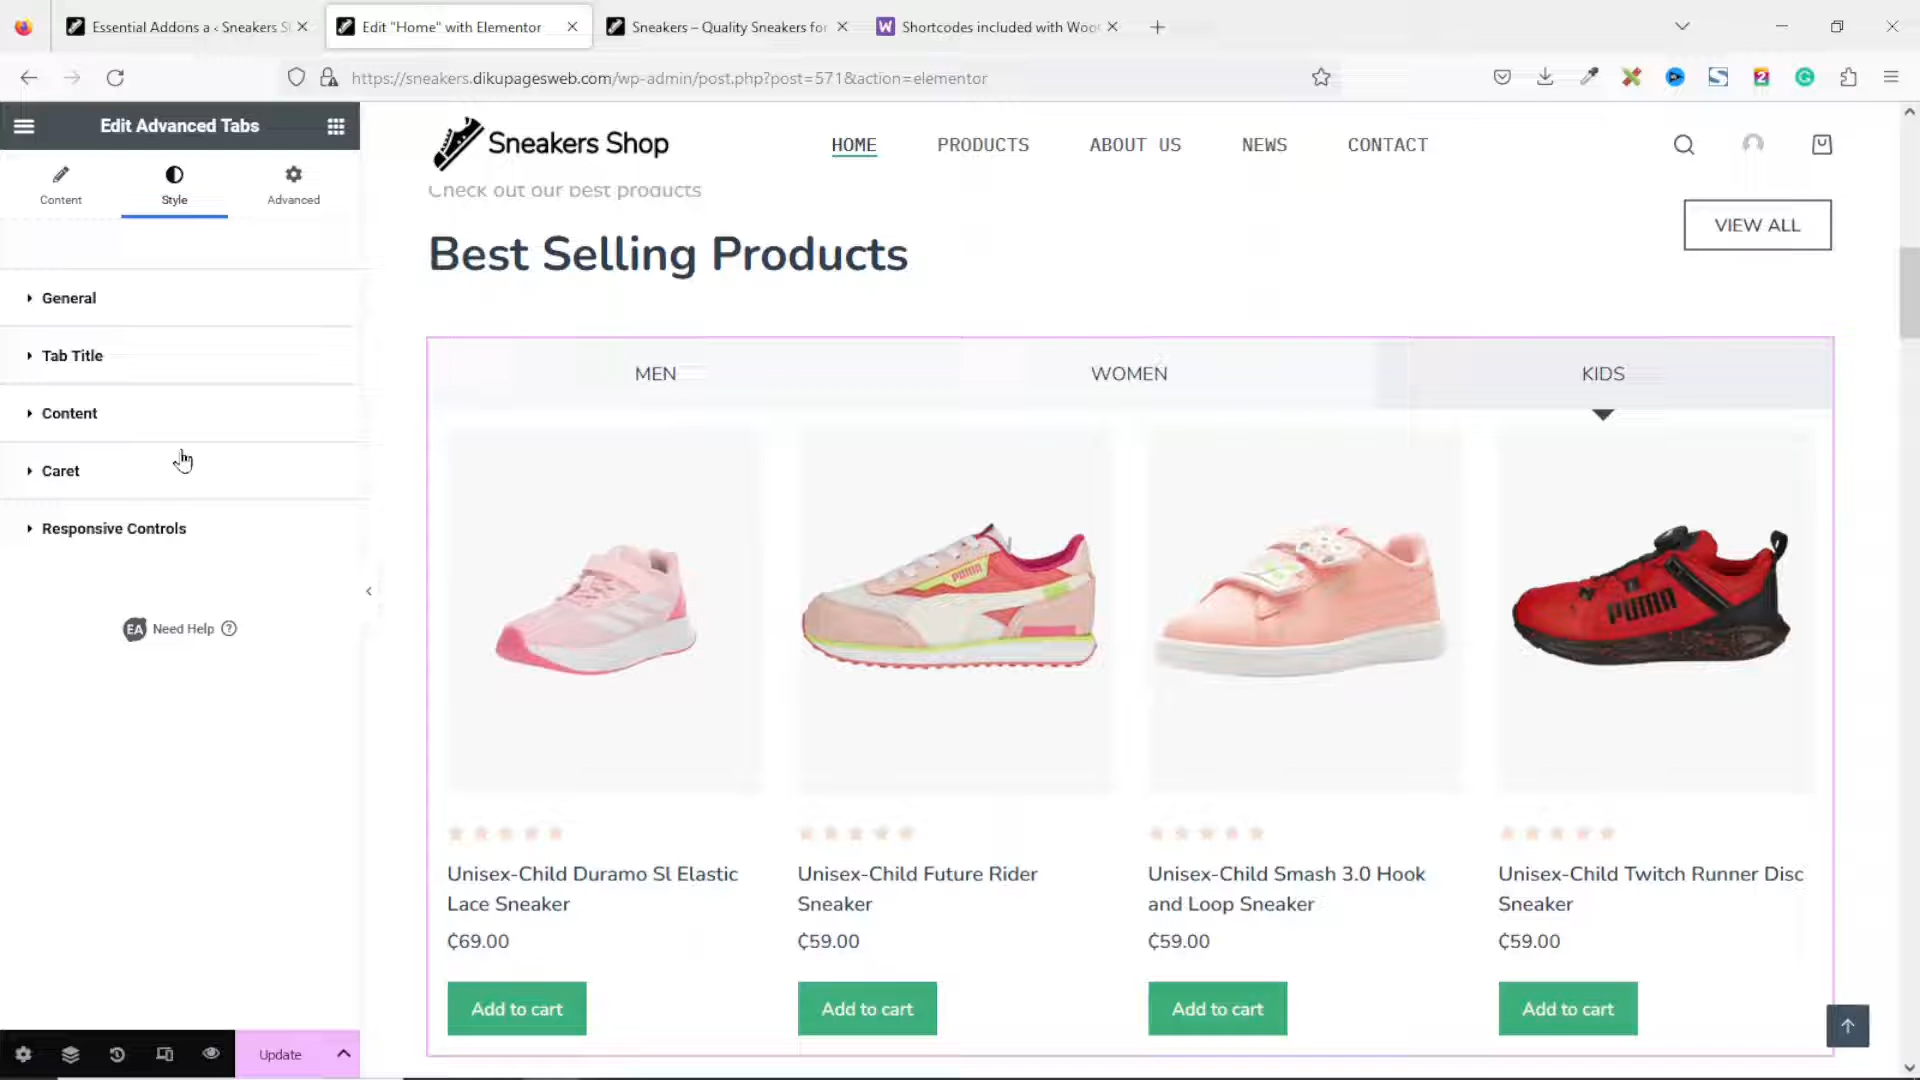 Essential Addons a ‹ Sneakers S
Edit "Home" with Elementor
Sneakers – Quality Sneakers for
Shortcodes included with Woo
https://sneakers.dikupagesweb.com/wp-admin/post.php?post=571&action=elementor
Edit Advanced Tabs
Content
Style
Advanced
General
Tab Title
Content
Caret
Responsive Controls
EA Need Help ?
Update
Sneakers Shop
HOME
PRODUCTS
ABOUT US
NEWS
CONTACT
Check out our best products
VIEW ALL
Best Selling Products
MEN
WOMEN
KIDS
PUMA
PUMA
Unisex-Child Duramo Sl Elastic
Lace Sneaker
₵69.00
Add to cart
Unisex-Child Future Rider
Sneaker
₵59.00
Add to cart
Unisex-Child Smash 3.0 Hook
and Loop Sneaker
₵59.00
Add to cart
Unisex-Child Twitch Runner Disc
Sneaker
₵59.00
Add to cart